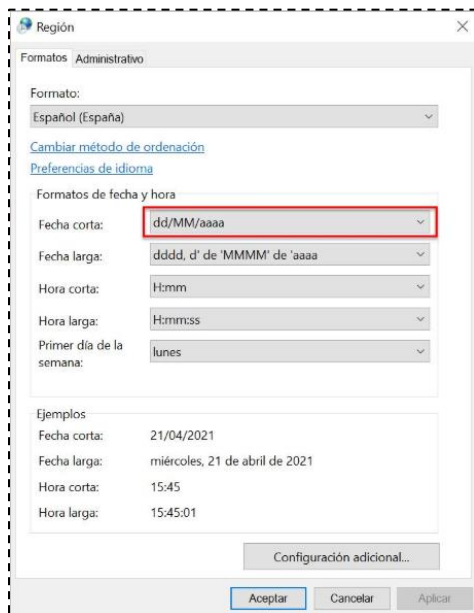 Región
Formatos Administrativo
Formato:
Español (España)
Cambiar método de ordenación
Preferencias de idioma
Formatos de fecha y hora
Fecha corta: dd/MM/aaaa
Fecha larga: dddd, d' de 'MMMM' de 'aaaa
Hora corta: H:mm
Hora larga: H:mm:ss
Primer día de la
semana: lunes
Ejemplos
Fecha corta: 21/04/2021
Fecha larga: miércoles, 21 de abril de 2021
Hora corta: 15:45
Hora larga: 15:45:01
Configuración adicional...
Aceptar Cancelar Aplicar